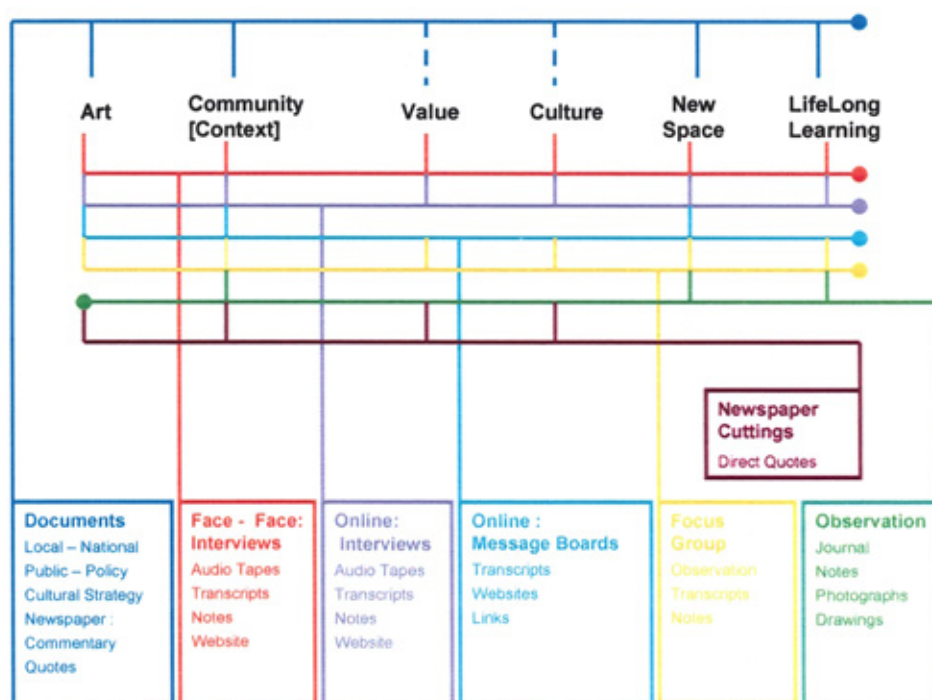 Art
Community
[Context]
Value
Culture
New
Space
LifeLong
Learning
Newspaper
Cuttings
Direct Quotes
Documents
Local – National
Public – Policy
Cultural Strategy
Newspaper :
Commentary
Quotes
Face - Face:
Interviews
Audio Tapes
Transcripts
Notes
Website
Online:
Interviews
Audio Tapes
Transcripts
Notes
Website
Online :
Message Boards
Transcripts
Websites
Links
Focus
Group
Observation
Transcripts
Notes
Observation
Journal
Notes
Photographs
Drawings